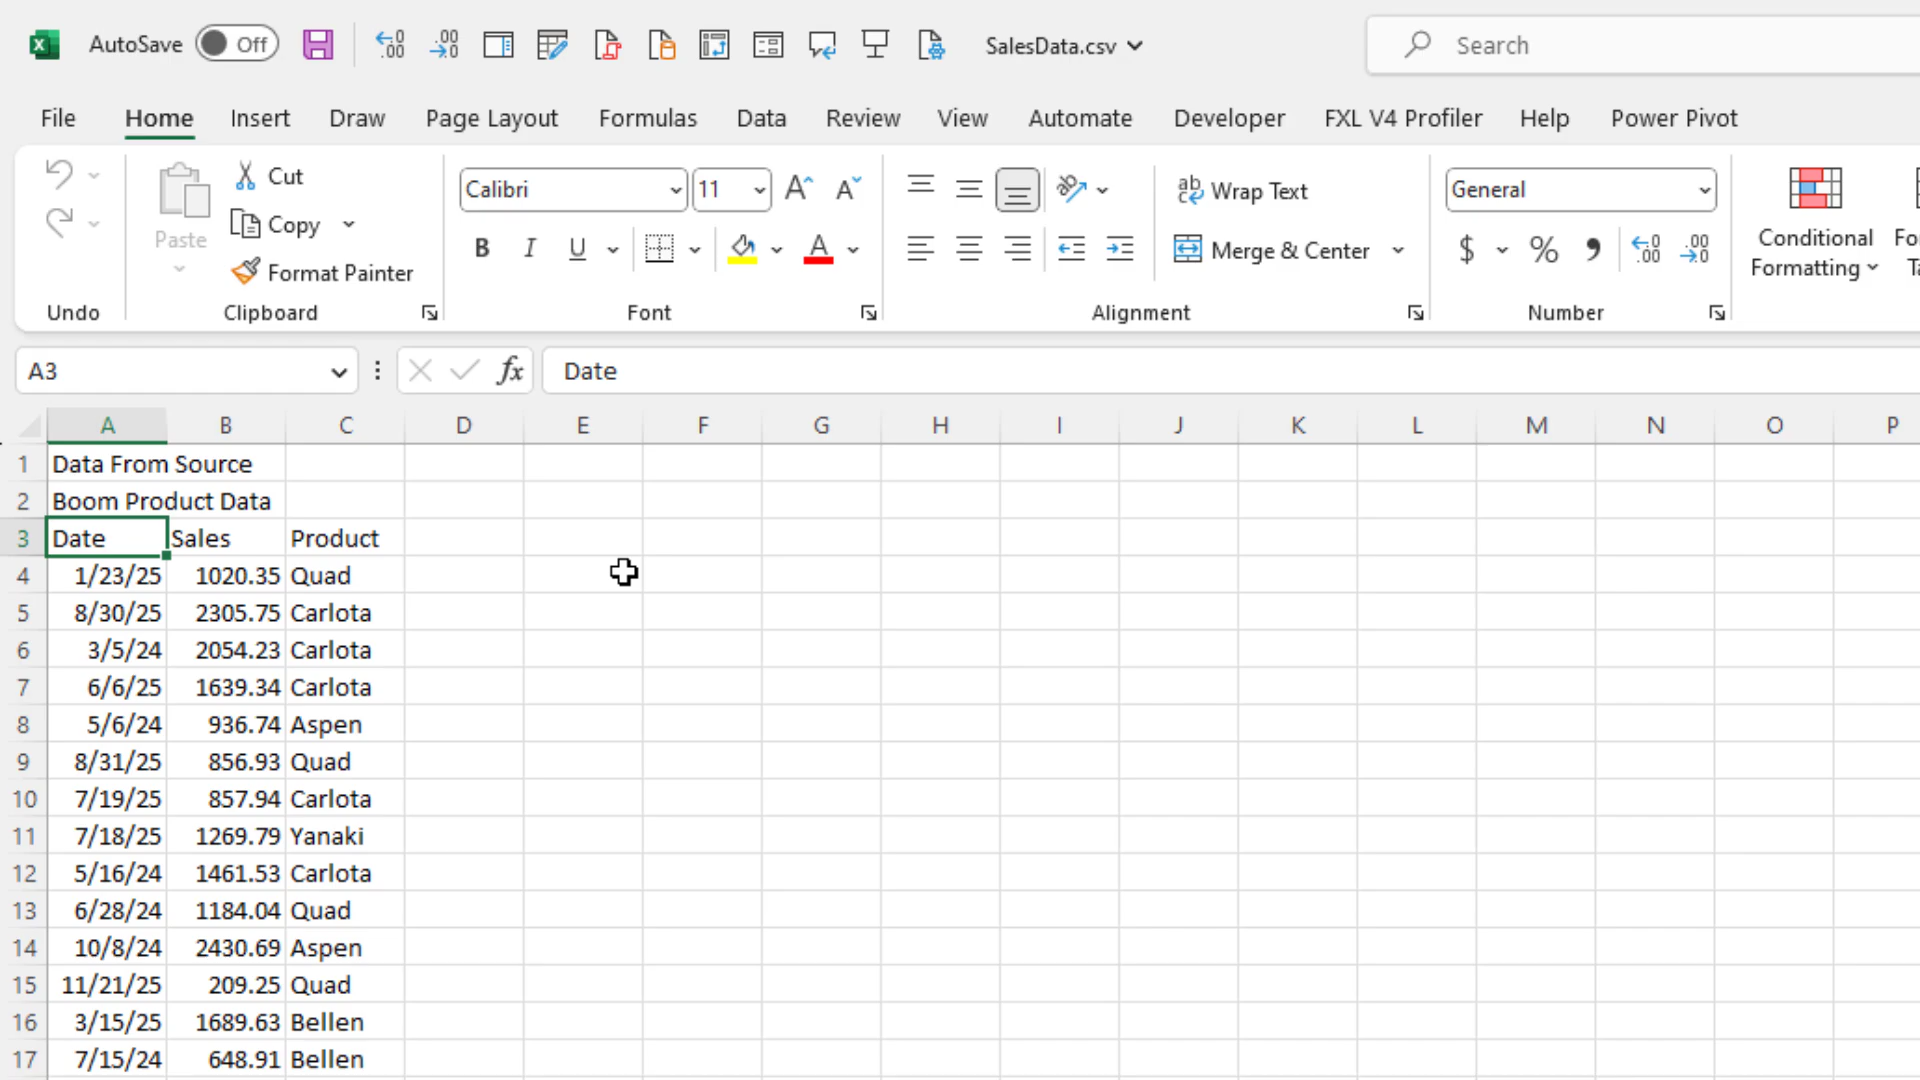 AutoSave Off SalesData.csv Search
File Home Insert Draw Page Layout Formulas Data Review View Automate Developer FXL V4 Profiler Help Power Pivot
Paste Cut Calibri 11 Wrap Text General
Copy Conditional
Formatting
Format Painter B I U A Merge & Center $ %
Undo Clipboard Font Alignment Number
A3 fx Date
A B C D E F G H I J K L M N O P
1 Data From Source
2 Boom Product Data
3 Date Sales Product
4 1/23/25 1020.35 Quad
5 8/30/25 2305.75 Carlota
6 3/5/24 2054.23 Carlota
7 6/6/25 1639.34 Carlota
8 5/6/24 936.74 Aspen
9 8/31/25 856.93 Quad
10 7/19/25 857.94 Carlota
11 7/18/25 1269.79 Yanaki
12 5/16/24 1461.53 Carlota
13 6/28/24 1184.04 Quad
14 10/8/24 2430.69 Aspen
15 11/21/25 209.25 Quad
16 3/15/25 1689.63 Bellen
17 7/15/24 648.91 Bellen